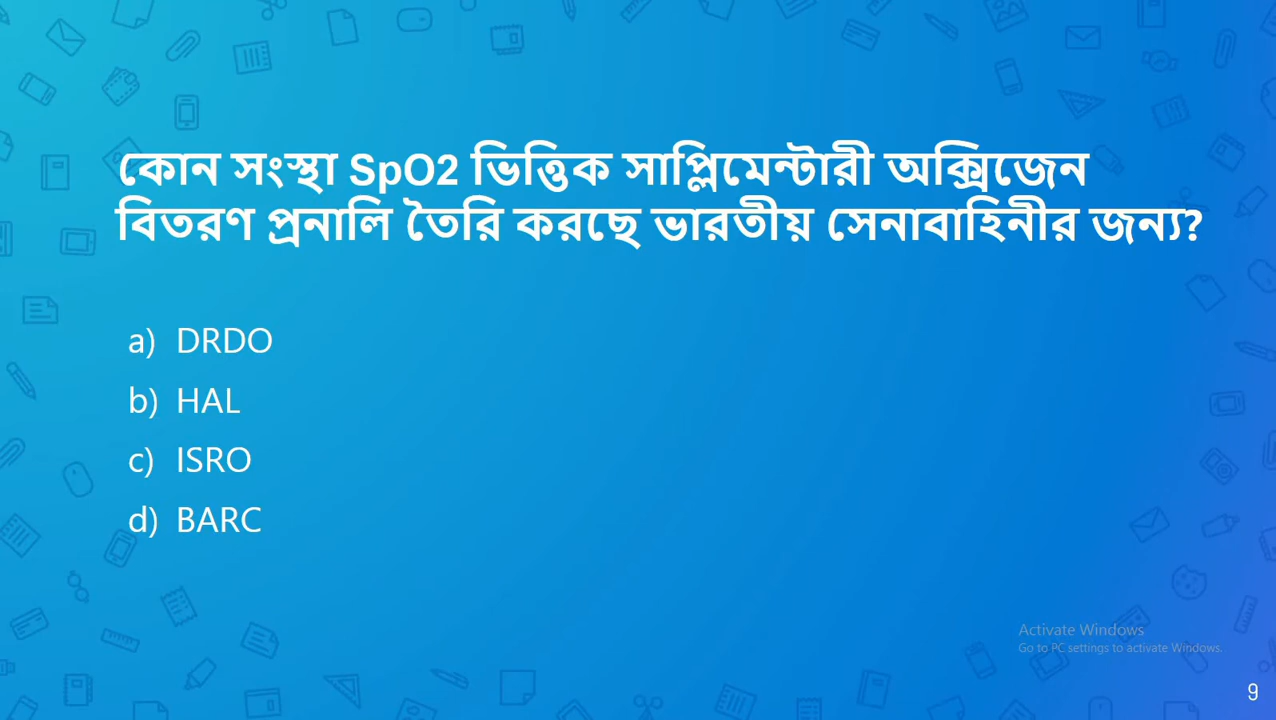 কোন সংস্থা SpO2 ভিত্তিক সাপ্লিমেন্টারী অক্সিজেন
বিতরণ প্রনালি তৈরি করছে ভারতীয় সেনাবাহিনীর জন্য?
a) DRDO
b) HAL
c) ISRO
d) BARC
Activate Windows
Go to PC settings to activate Windows.
9